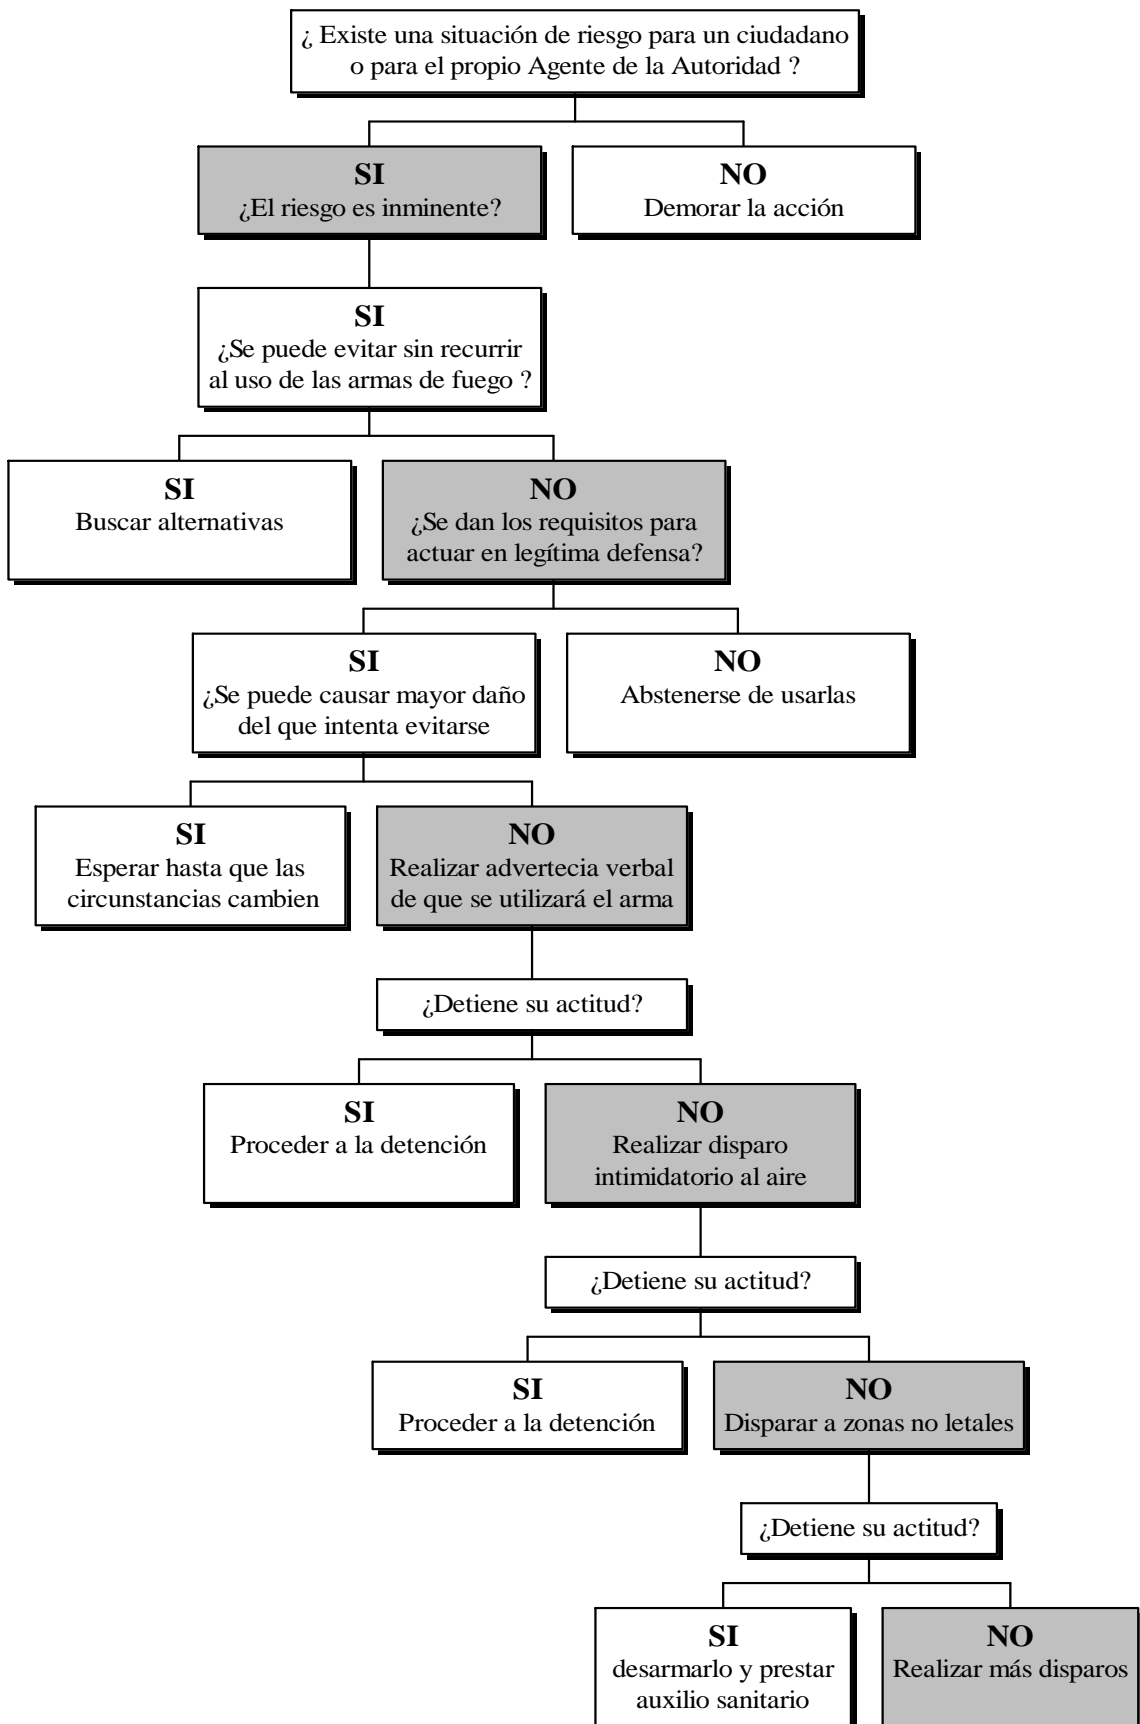 ¿ Existe una situación de riesgo para un ciudadano
o para el propio Agente de la Autoridad ?
SI
¿El riesgo es inminente?
NO
Demorar la acción
SI
¿Se puede evitar sin recurrir
al uso de las armas de fuego ?
SI
Buscar alternativas
NO
¿Se dan los requisitos para
actuar en legítima defensa?
SI
¿Se puede causar mayor daño
del que intenta evitarse
NO
Abstenerse de usarlas
SI
Esperar hasta que las
circunstancias cambien
NO
Realizar advertecia verbal
de que se utilizará el arma
¿Detiene su actitud?
SI
Proceder a la detención
NO
Realizar disparo
intimidatorio al aire
¿Detiene su actitud?
SI
Proceder a la detención
NO
Disparar a zonas no letales
¿Detiene su actitud?
SI
desarmarlo y prestar
auxilio sanitario
NO
Realizar más disparos